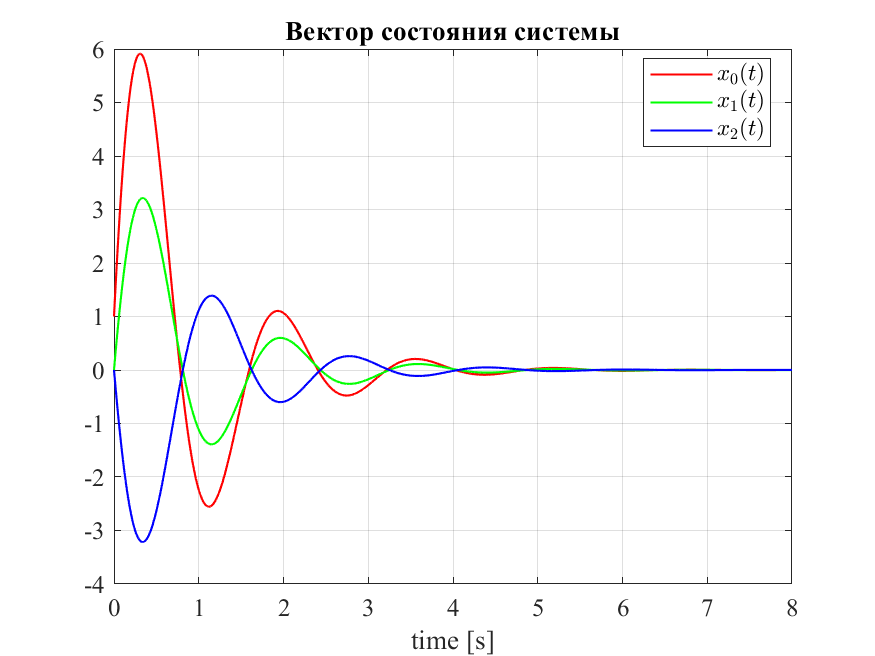 Вектор состояния системы
x₀(t)
x₁(t)
x₂(t)
6
5
4
3
2
1
0
-1
-2
-3
-4
0 1 2 3 4 5 6 7 8
time [s]